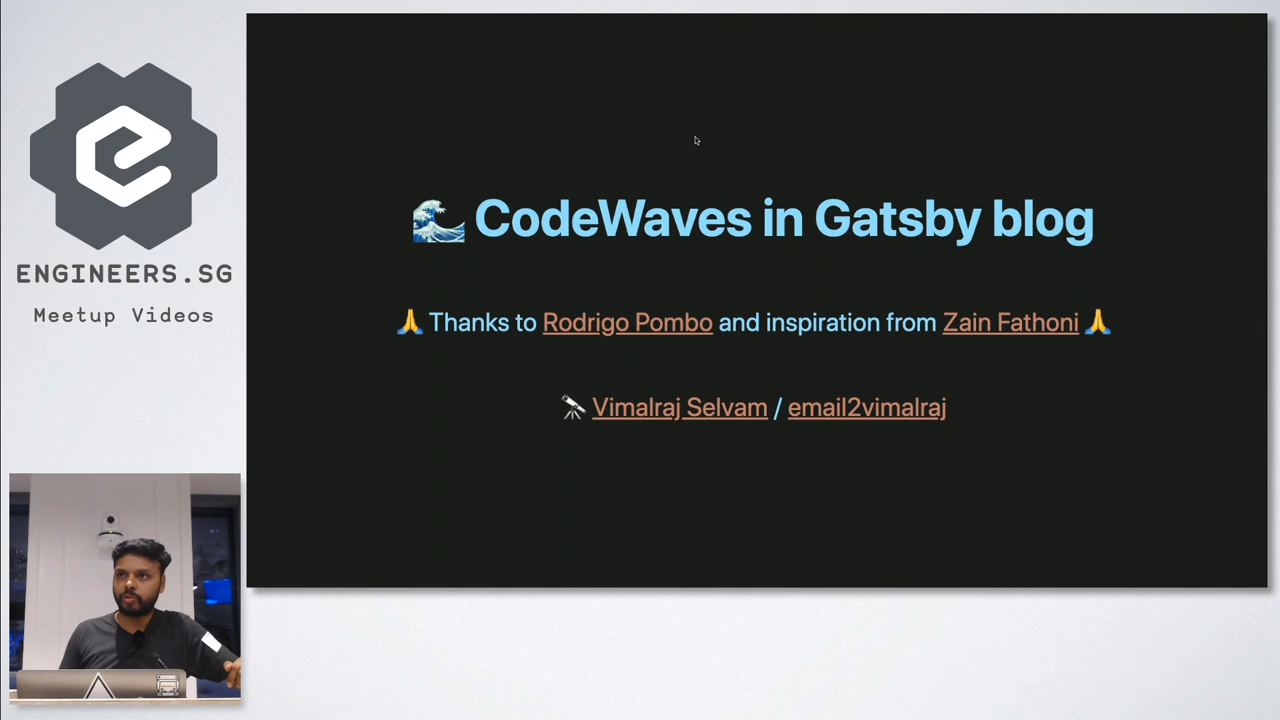 ENGINEERS.SG
Meetup Videos
🌊 CodeWaves in Gatsby blog
🙏 Thanks to Rodrigo Pombo and inspiration from Zain Fathoni 🙏
🔭 Vimalraj Selvam / email2vimalraj